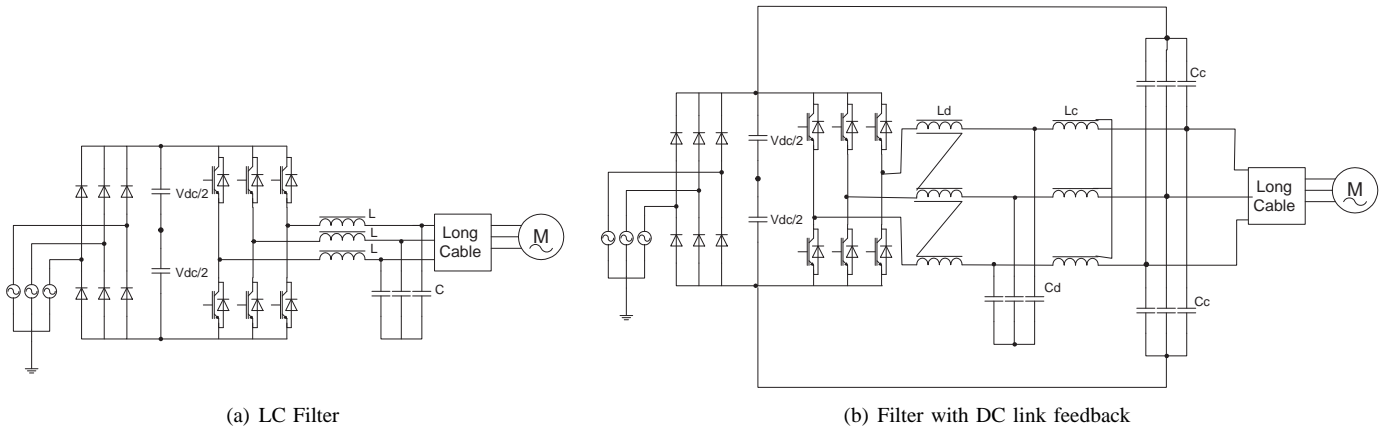 Vdc/2
Vdc/2
L
L
L
C
Long
Cable
M
(a) LC Filter
Vdc/2
Vdc/2
Ld
Lc
Cd
Cc
Cc
Long
Cable
M
(b) Filter with DC link feedback